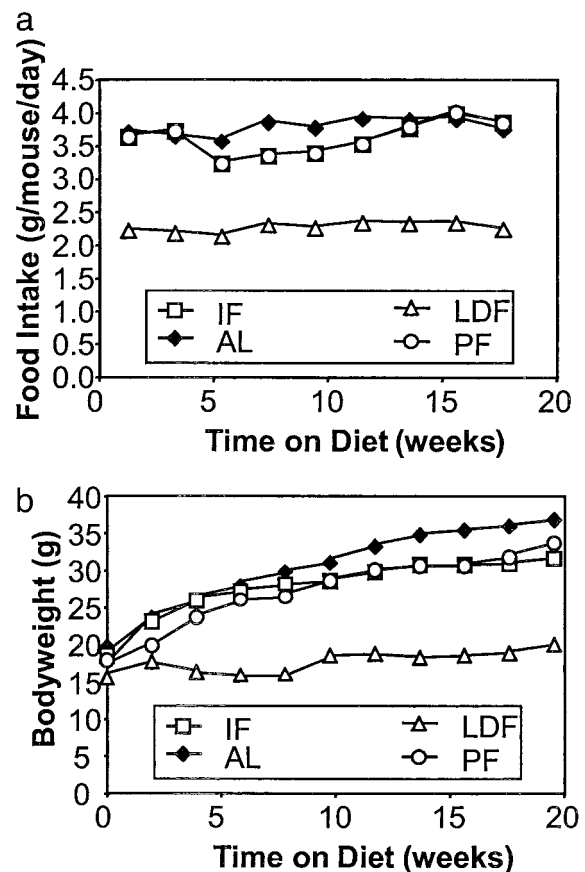 a
Food Intake (g/mouse/day)
4.5
4.0
3.5
3.0
2.5
2.0
1.5
1.0
0.5
0.0
IF LDF
AL PF
0 5 10 15 20
Time on Diet (weeks)
b
Bodyweight (g)
40
35
30
25
20
15
10
5
0
IF LDF
AL PF
0 5 10 15 20
Time on Diet (weeks)